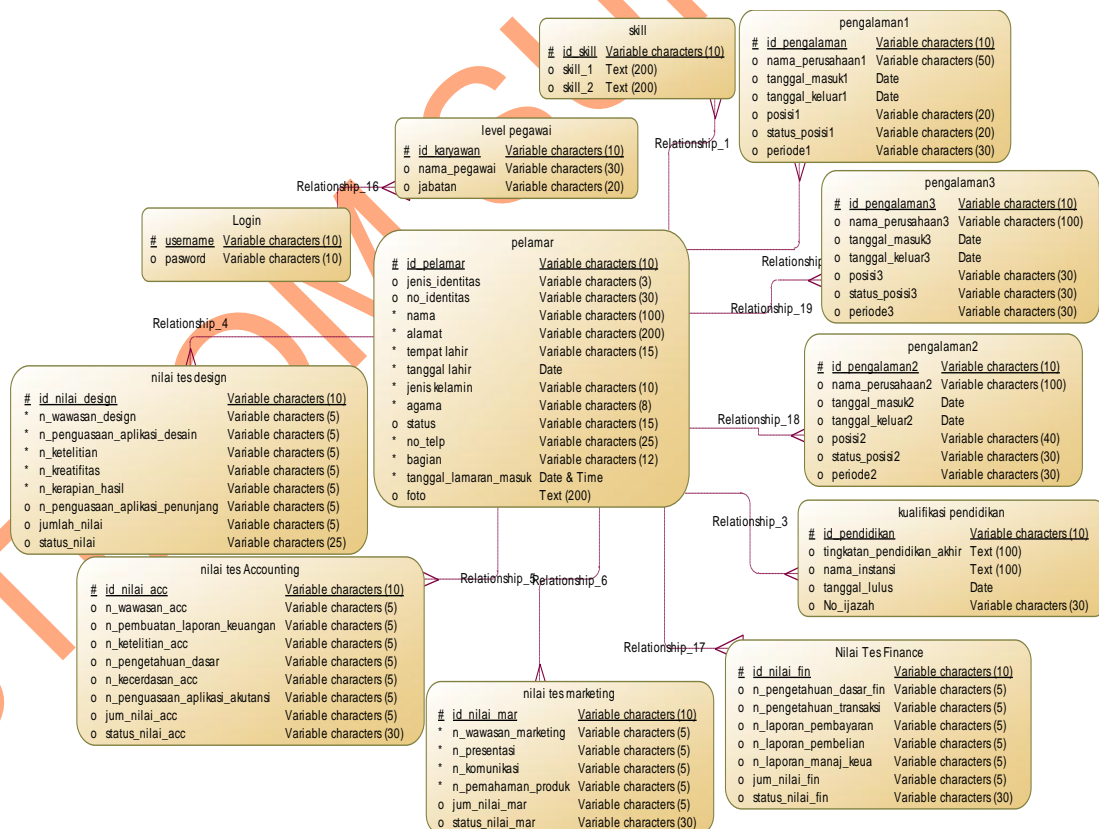 skill
# id_skill Variable characters (10)
o skill_1 Text (200)
o skill_2 Text (200)
pengalaman1
# id_pengalaman Variable characters (10)
o nama_perusahaan1 Variable characters (50)
o tanggal_masuk1 Date
o tanggal_keluar1 Date
o posisi1 Variable characters (20)
o status_posisi1 Variable characters (20)
o periode1 Variable characters (30)
level pegawai
# id_karyawan Variable characters (10)
o nama_pegawai Variable characters (30)
o jabatan Variable characters (20)
Relationship_1
Relationship_16
Login
# username Variable characters (10)
o pasword Variable characters (10)
pengalaman3
# id_pengalaman3 Variable characters (10)
o nama_perusahaan3 Variable characters (100)
o tanggal_masuk3 Date
o tanggal_keluar3 Date
o posisi3 Variable characters (30)
o status_posisi3 Variable characters (30)
o periode3 Variable characters (30)
pelamar
# id_pelamar Variable characters (10)
o jenis_identitas Variable characters (3)
o no_identitas Variable characters (30)
* nama Variable characters (100)
* alamat Variable characters (200)
* tempat lahir Variable characters (15)
* tanggal lahir Date
* jenis kelamin Variable characters (10)
* agama Variable characters (8)
o status Variable characters (15)
* no_telp Variable characters (25)
* bagian Variable characters (12)
* tanggal_lamaran_masuk Date & Time
o foto Text (200)
Relationship
Relationship_19
Relationship_4
pengalaman2
# id_pengalaman2 Variable characters (10)
o nama_perusahaan2 Variable characters (100)
o tanggal_masuk2 Date
o tanggal_keluar2 Date
o posisi2 Variable characters (40)
o status_posisi2 Variable characters (30)
o periode2 Variable characters (30)
Relationship_18
nilai tes design
# id_nilai_design Variable characters (10)
* n_wawasan_design Variable characters (5)
* n_penguasaan_aplikasi_desain Variable characters (5)
* n_ketelitian Variable characters (5)
* n_kreatifitas Variable characters (5)
* n_kerapian_hasil Variable characters (5)
o n_penguasaan_aplikasi_penunjang Variable characters (5)
o jumlah_nilai Variable characters (5)
o status_nilai Variable characters (25)
kualifikasi pendidikan
# id_pendidikan Variable characters (10)
o tingkatan_pendidikan_akhir Text (100)
o nama_instansi Text (100)
o tanggal_lulus Date
o No_ijazah Variable characters (30)
Relationship_3
nilai tes Accounting
# id_nilai_acc Variable characters (10)
o n_wawasan_acc Variable characters (5)
o n_pembuatan_laporan_keuangan Variable characters (5)
o n_ketelitian_acc Variable characters (5)
o n_pengetahuan_dasar Variable characters (5)
o n_kecerdasan_acc Variable characters (5)
o n_penguasaan_aplikasi_akutansi Variable characters (5)
o jum_nilai_acc Variable characters (5)
o status_nilai_acc Variable characters (30)
Relationship_5
Relationship_6
Relationship_17
Nilai Tes Finance
# id_nilai_fin Variable characters (10)
o n_pengetahuan_dasar_fin Variable characters (5)
o n_pengetahuan_transaksi Variable characters (5)
o n_laporan_pembayaran Variable characters (5)
o n_laporan_pembelian Variable characters (5)
o n_laporan_manaj_keua Variable characters (5)
o jum_nilai_fin Variable characters (5)
o status_nilai_fin Variable characters (30)
nilai tes marketing
# id_nilai_mar Variable characters (10)
* n_wawasan_marketing Variable characters (5)
* n_presentasi Variable characters (5)
* n_komunikasi Variable characters (5)
* n_pemahaman_produk Variable characters (5)
o jum_nilai_mar Variable characters (5)
o status_nilai_mar Variable characters (30)